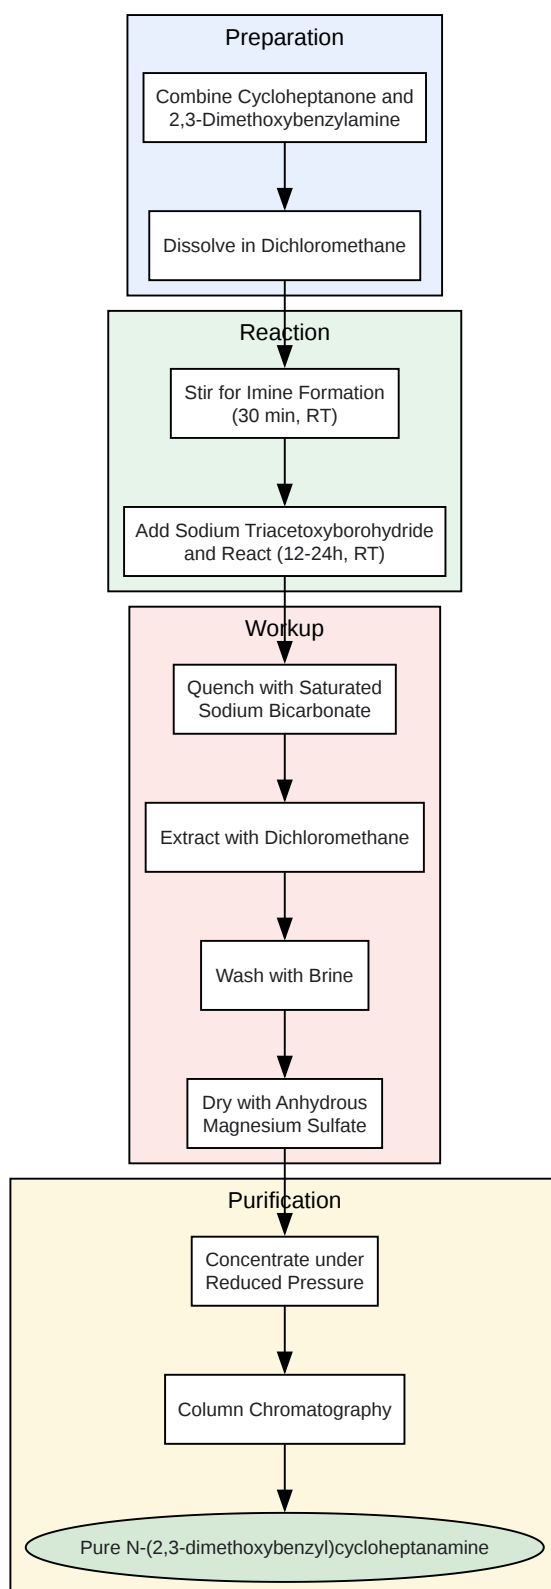 Preparation
Combine Cycloheptanone and
2,3-Dimethoxybenzylamine
Dissolve in Dichloromethane
Reaction
Stir for Imine Formation
(30 min, RT)
Add Sodium Triacetoxyborohydride
and React (12-24h, RT)
Workup
Quench with Saturated
Sodium Bicarbonate
Extract with Dichloromethane
Wash with Brine
Dry with Anhydrous
Magnesium Sulfate
Purification
Concentrate under
Reduced Pressure
Column Chromatography
Pure N-(2,3-dimethoxybenzyl)cycloheptanamine